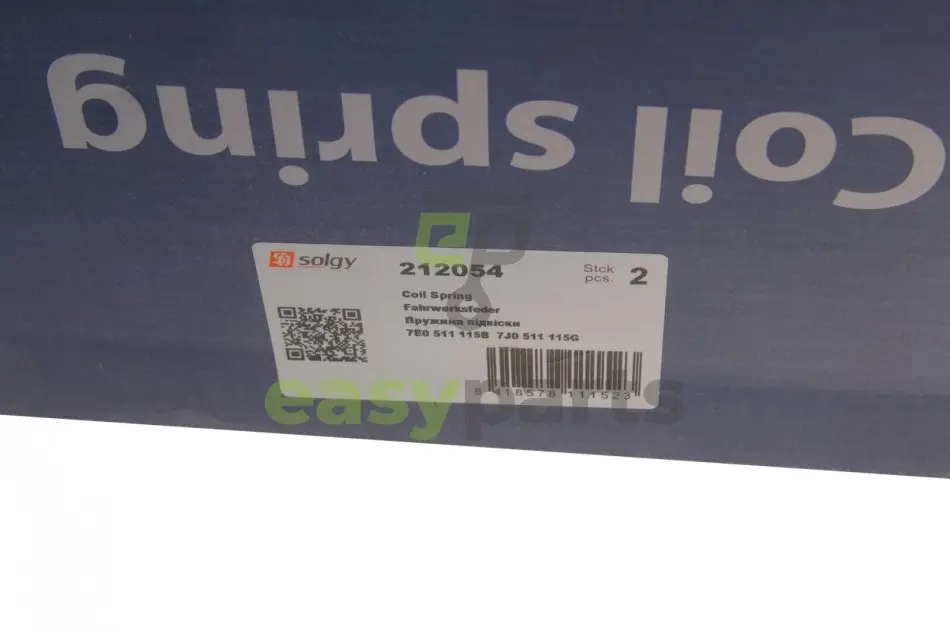 Coil spring
solgy
212054
Stck
pcs. 2
Coil Spring
Fahrwerksfeder
Пружина підвіски
7E0 511 115B 7J0 511 115G
418578 111523
easyparts